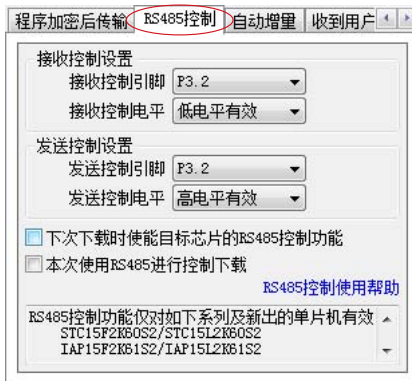 程序加密后传输 RS485控制 自动增量 收到用户
接收控制设置
接收控制引脚 P3.2
接收控制电平 低电平有效
发送控制设置
发送控制引脚 P3.2
发送控制电平 高电平有效
下次下载时使能目标芯片的RS485控制功能
本次使用RS485进行控制下载
RS485控制使用帮助
RS485控制功能仅对如下系列及新出的单片机有效
STC15F2K60S2/STC15L2K60S2
IAP15F2K61S2/IAP15L2K61S2